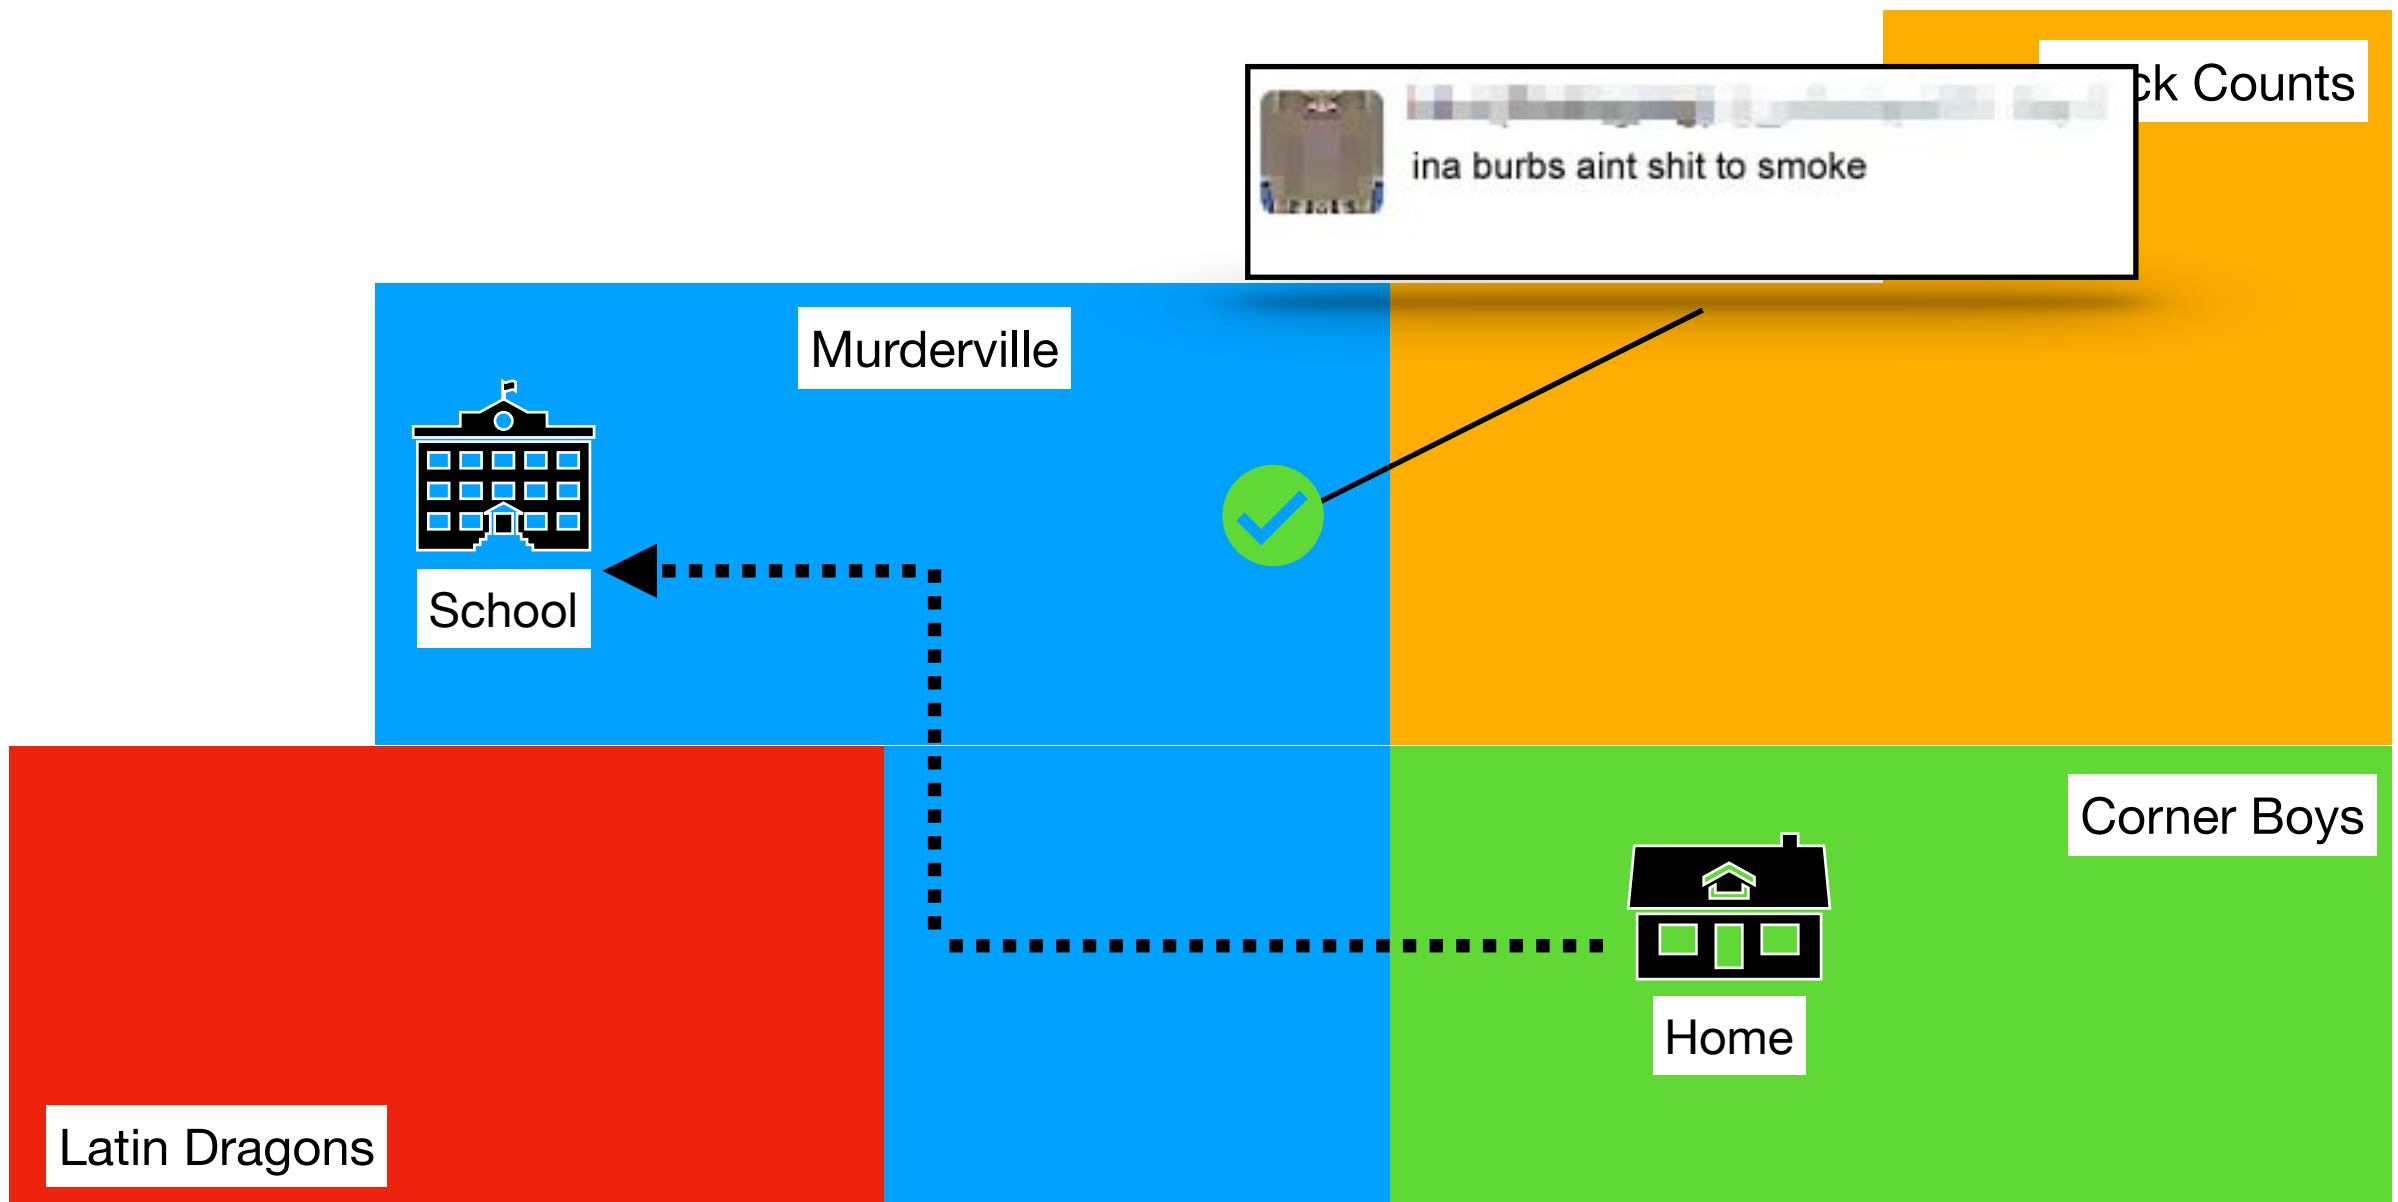 ck Counts
ina burbs aint shit to smoke
Murderville
School
Corner Boys
Home
Latin Dragons